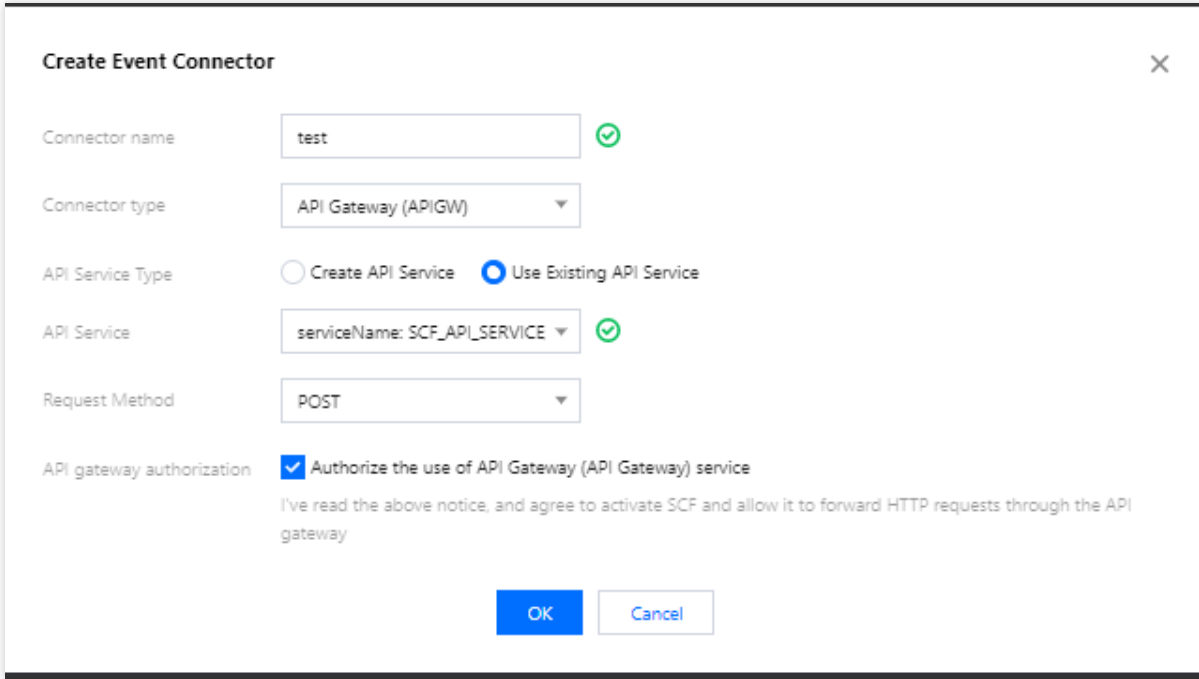 Create Event Connector
Connector name
test
Connector type
API Gateway (APIGW)
API Service Type
Create API Service
Use Existing API Service
API Service
serviceName: SCF_API_SERVICE
Request Method
POST
API gateway authorization
Authorize the use of API Gateway (API Gateway) service
I've read the above notice, and agree to activate SCF and allow it to forward HTTP requests through the API
gateway
OK
Cancel